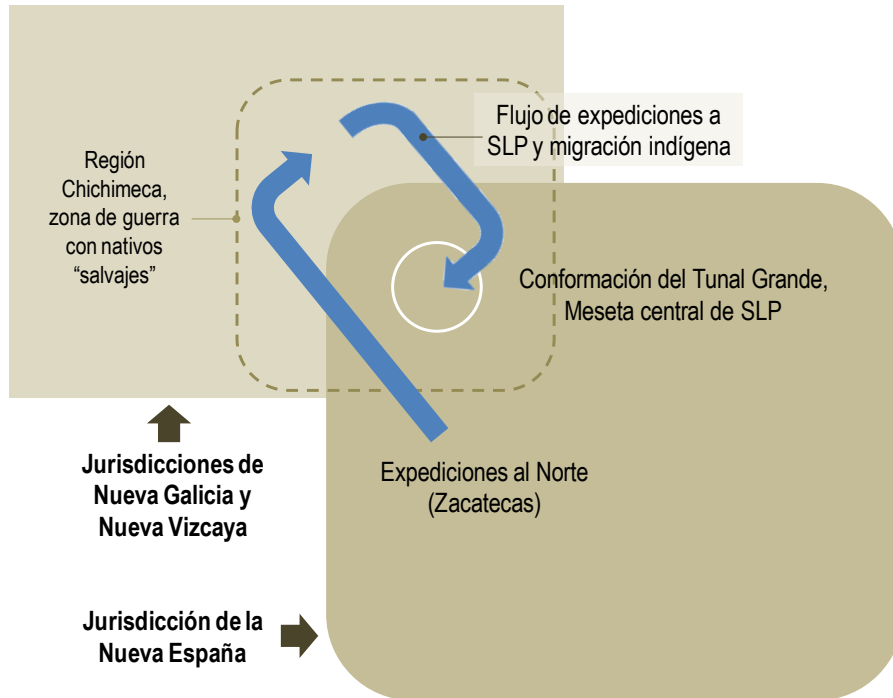 Flujo de expediciones a
SLP y migración indígena
Región
Chichimeca,
zona de guerra
con nativos
“salvajes”
Conformación del Tunal Grande,
Meseta central de SLP
Jurisdicciones de
Nueva Galicia y
Nueva Vizcaya
Expediciones al Norte
(Zacatecas)
Jurisdicción de la
Nueva España